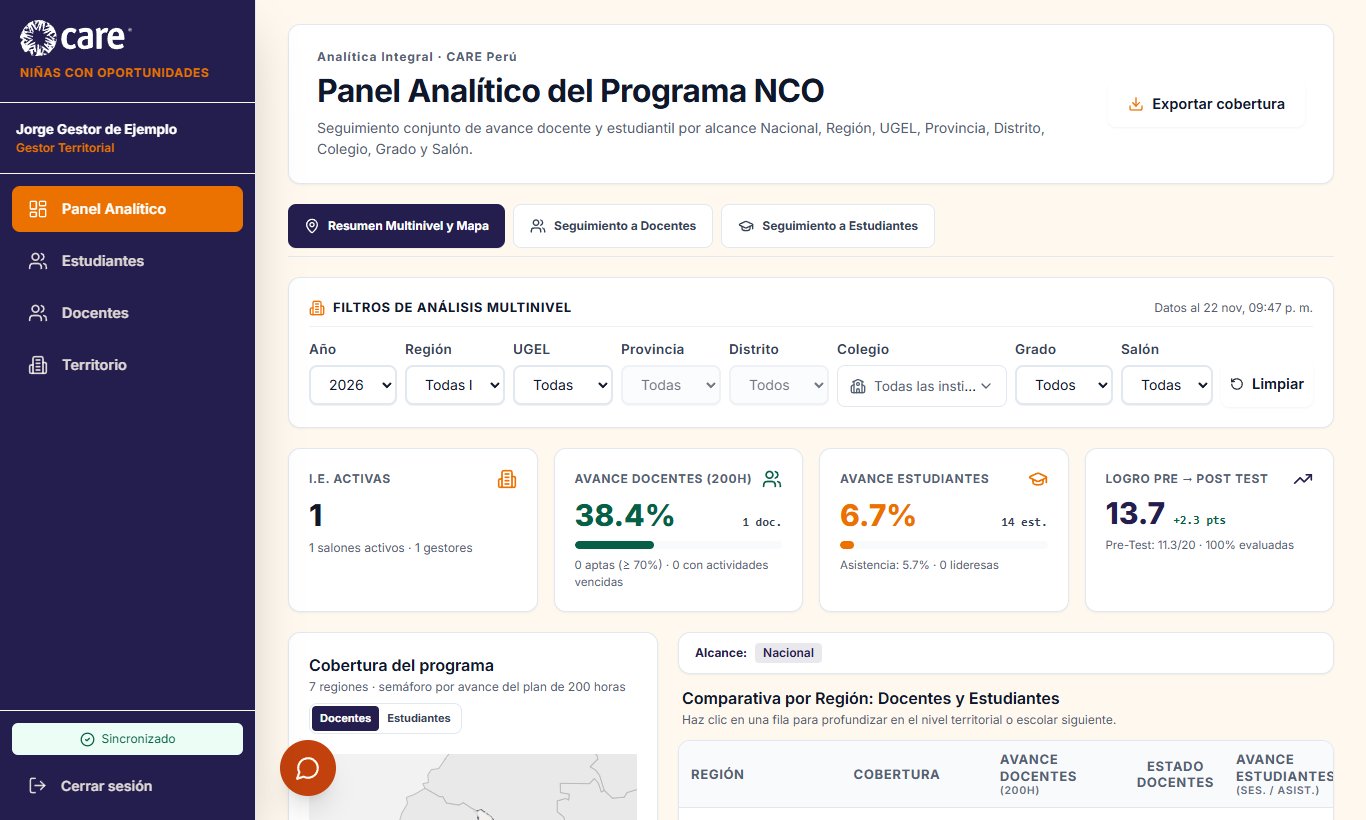 care
NIÑAS CON OPORTUNIDADES
Jorge Gestor de Ejemplo
Gestor Territorial
Panel Analítico
Estudiantes
Docentes
Territorio
Sincronizado
Cerrar sesión
Analítica Integral · CARE Perú
Panel Analítico del Programa NCO
Seguimiento conjunto de avance docente y estudiantil por alcance Nacional, Región, UGEL, Provincia, Distrito,
Colegio, Grado y Salón.
Exportar cobertura
Resumen Multinivel y Mapa
Seguimiento a Docentes
Seguimiento a Estudiantes
FILTROS DE ANÁLISIS MULTINIVEL
Datos al 22 nov, 09:47 p. m.
Año
Región
UGEL
Provincia
Distrito
Colegio
Grado
Salón
2026
Todas l
Todas
Todas
Todos
Todas las insti...
Todos
Todas
Limpiar
I.E. ACTIVAS
1
1 salones activos · 1 gestores
AVANCE DOCENTES (200H)
38.4%
1 doc.
0 aptas (≥ 70%) · 0 con actividades
vencidas
AVANCE ESTUDIANTES
6.7%
14 est.
Asistencia: 5.7% · 0 lideresas
LOGRO PRE → POST TEST
13.7 +2.3 pts
Pre-Test: 11.3/20 · 100% evaluadas
Cobertura del programa
7 regiones · semáforo por avance del plan de 200 horas
Docentes
Estudiantes
Alcance: Nacional
Comparativa por Región: Docentes y Estudiantes
Haz clic en una fila para profundizar en el nivel territorial o escolar siguiente.
REGIÓN
COBERTURA
AVANCE
DOCENTES
(200H)
ESTADO
DOCENTES
AVANCE
ESTUDIANTES
(SES. / ASIST.)